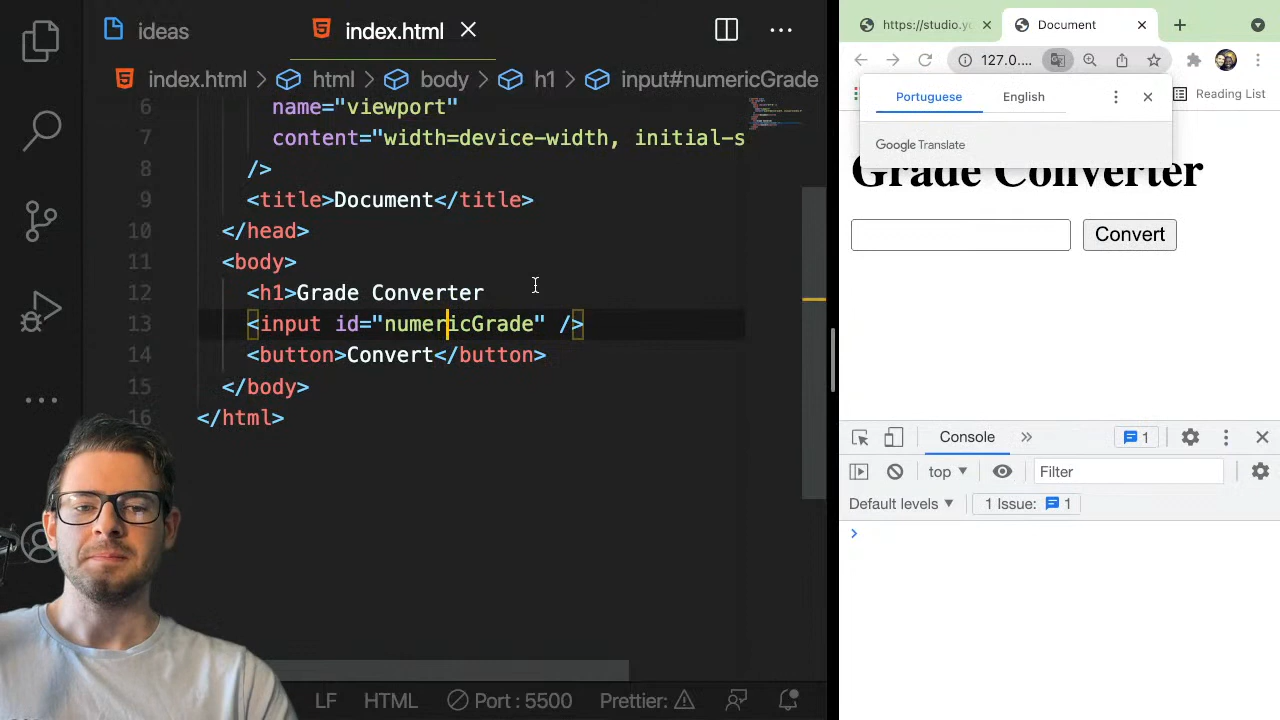 ideas
index.html
index.html > html > body > h1 > input#numericGrade
6 name="viewport"
7 content="width=device-width, initial-s
8 />
9 <title>Document</title>
10 </head>
11 <body>
12 <h1>Grade Converter
13 <input id="numericGrade" />
14 <button>Convert</button>
15 </body>
16 </html>
LF HTML Port : 5500 Prettier:
https://studio.yo
Document
127.0....
Reading List
Portuguese English
Google Translate
Grade Converter
Convert
Console » 1
top Filter
Default levels 1 Issue: 1